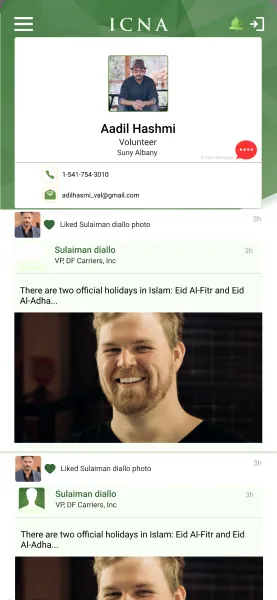 ICNA
Aadil Hashmi
Volunteer
Suny Albany
Private Message
1-541-754-3010
adilhasmi_val@gmail.com
3h
Liked Sulaiman diallo photo
Sulaiman diallo
3h
VP, DF Carriers, Inc
There are two official holidays in Islam: Eid Al-Fitr and Eid
Al-Adha...
Liked Sulaiman diallo photo
3h
Sulaiman diallo
3h
VP, DF Carriers, Inc
There are two official holidays in Islam: Eid Al-Fitr and Eid
Al-Adha...